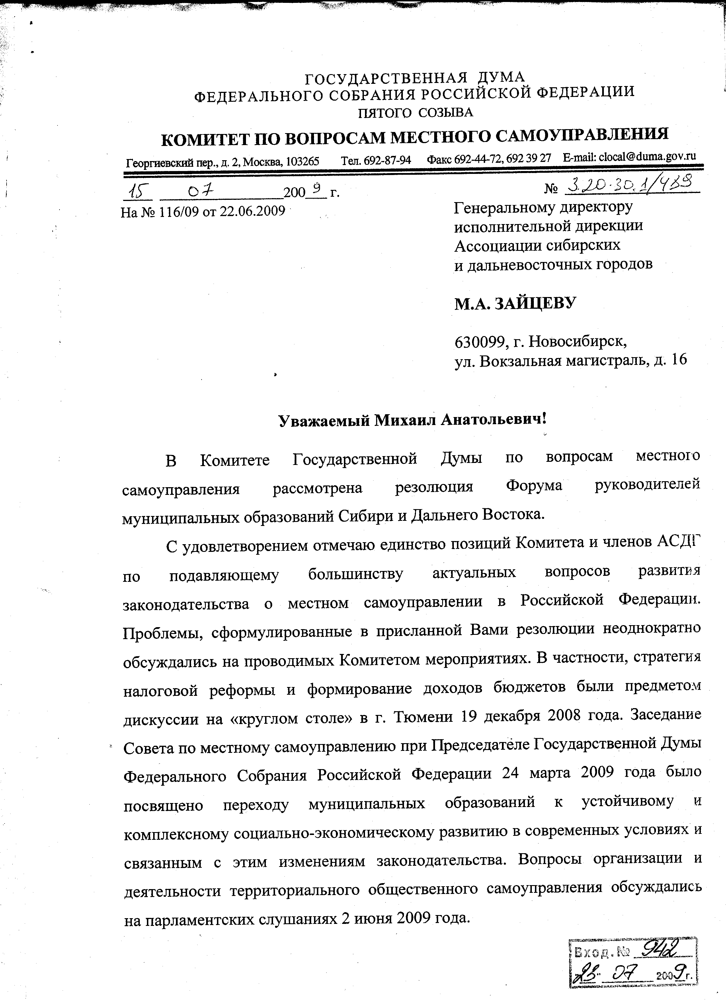 ГОСУДАРСТВЕННАЯ ДУМА
ФЕДЕРАЛЬНОГО СОБРАНИЯ РОССИЙСКОЙ ФЕДЕРАЦИИ
ПЯТОГО СОЗЫВА
КОМИТЕТ ПО ВОПРОСАМ МЕСТНОГО САМОУПРАВЛЕНИЯ
Георгиевский пер., д. 2, Москва, 103265 Тел. 692-87-94 Факс 692-44-72, 692 39 27 E-mail: clocal@duma.gov.ru
15 07 2009 г.
№ 3.20-30.1/
На № 116/09 от 22.06.2009
Генеральному директору
исполнительной дирекции
Ассоциации сибирских
и дальневосточных городов
М.А. ЗАЙЦЕВУ
630099, г. Новосибирск,
ул. Вокзальная магистраль, д. 16
Уважаемый Михаил Анатольевич!
В Комитете Государственной Думы по вопросам местного
самоуправления рассмотрена резолюция Форума руководителей
муниципальных образований Сибири и Дальнего Востока.
С удовлетворением отмечаю единство позиций Комитета и членов АСДГ
по подавляющему большинству актуальных вопросов развития
законодательства о местном самоуправлении в Российской Федерации.
Проблемы, сформулированные в присланной Вами резолюции неоднократно
обсуждались на проводимых Комитетом мероприятиях. В частности, стратегия
налоговой реформы и формирование доходов бюджетов были предметом
дискуссии на «круглом столе» в г. Тюмени 19 декабря 2008 года. Заседание
Совета по местному самоуправлению при Председателе Государственной Думы
Федерального Собрания Российской Федерации 24 марта 2009 года было
посвящено переходу муниципальных образований к устойчивому и
комплексному социально-экономическому развитию в современных условиях и
связанным с этим изменениям законодательства. Вопросы организации и
деятельности территориального общественного самоуправления обсуждались
на парламентских слушаниях 2 июня 2009 года.
Вход. № 942
07 2009 г.